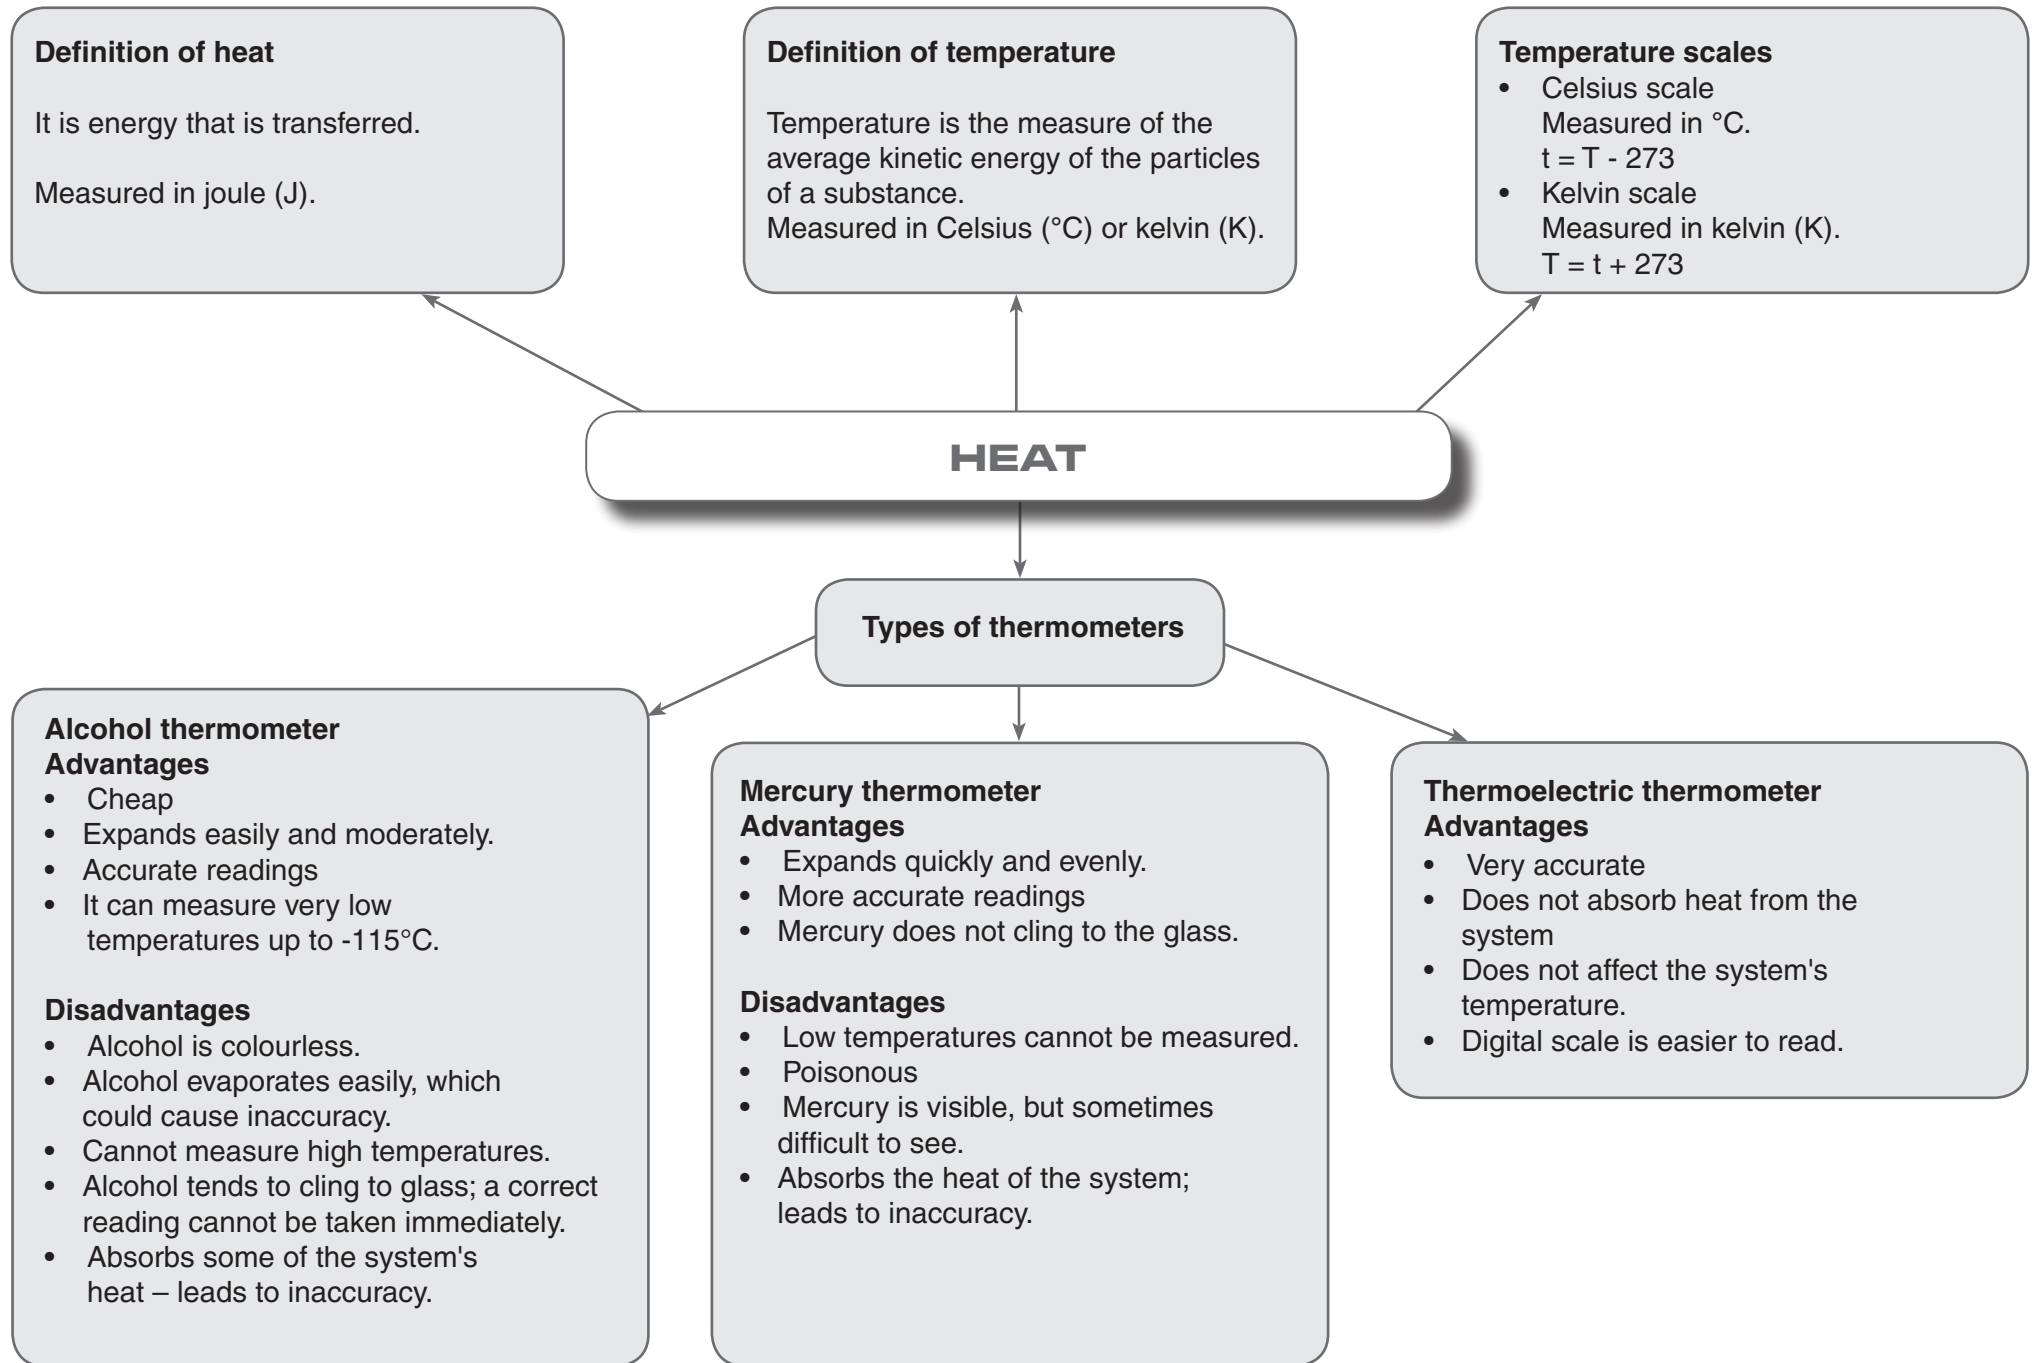 Definition of heat
It is energy that is transferred.
Measured in joule (J).
Definition of temperature
Temperature is the measure of the
average kinetic energy of the particles
of a substance.
Measured in Celsius (°C) or kelvin (K).
Temperature scales
• Celsius scale
Measured in °C.
t = T - 273
• Kelvin scale
Measured in kelvin (K).
T = t + 273
HEAT
Types of thermometers
Alcohol thermometer
Advantages
• Cheap
• Expands easily and moderately.
• Accurate readings
• It can measure very low
temperatures up to -115°C.
Disadvantages
• Alcohol is colourless.
• Alcohol evaporates easily, which
could cause inaccuracy.
• Cannot measure high temperatures.
• Alcohol tends to cling to glass; a correct
reading cannot be taken immediately.
• Absorbs some of the system's
heat – leads to inaccuracy.
Mercury thermometer
Advantages
• Expands quickly and evenly.
• More accurate readings
• Mercury does not cling to the glass.
Disadvantages
• Low temperatures cannot be measured.
• Poisonous
• Mercury is visible, but sometimes
difficult to see.
• Absorbs the heat of the system;
leads to inaccuracy.
Thermoelectric thermometer
Advantages
• Very accurate
• Does not absorb heat from the
system
• Does not affect the system's
temperature.
• Digital scale is easier to read.